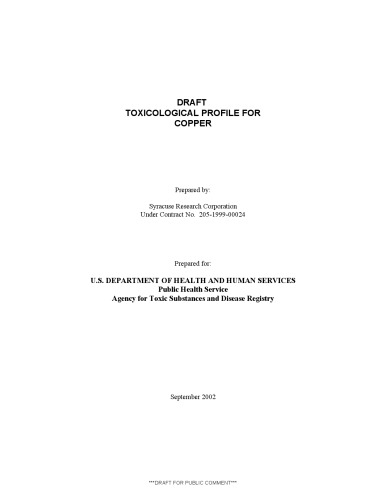 DRAFT
TOXICOLOGICAL PROFILE FOR
COPPER
Prepared by:
Syracuse Research Corporation
Under Contract No. 205-1999-00024
Prepared for:
U.S. DEPARTMENT OF HEALTH AND HUMAN SERVICES
Public Health Service
Agency for Toxic Substances and Disease Registry
September 2002
***DRAFT FOR PUBLIC COMMENT***